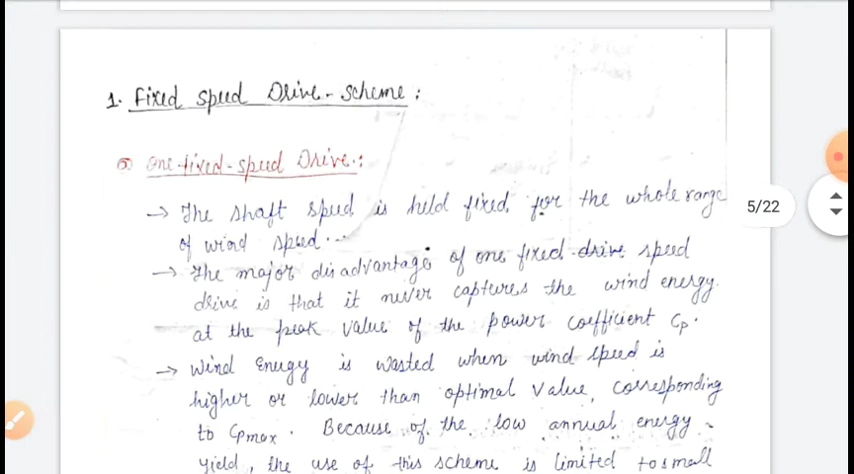 1. Fixed speed Drive-scheme:
5/22
One-fixed-speed Drive:
→ The shaft speed is held fixed for the whole range
of wind speed.
→ The major disadvantage of one fixed-drive speed
drive is that it never captures the wind energy
at the peak value of the power coefficient Cp.
→ Wind Energy is wasted when wind speed is
higher or lower than optimal value, corresponding
to Cpmax. Because of the low annual energy
yield, the use of this scheme is limited to small